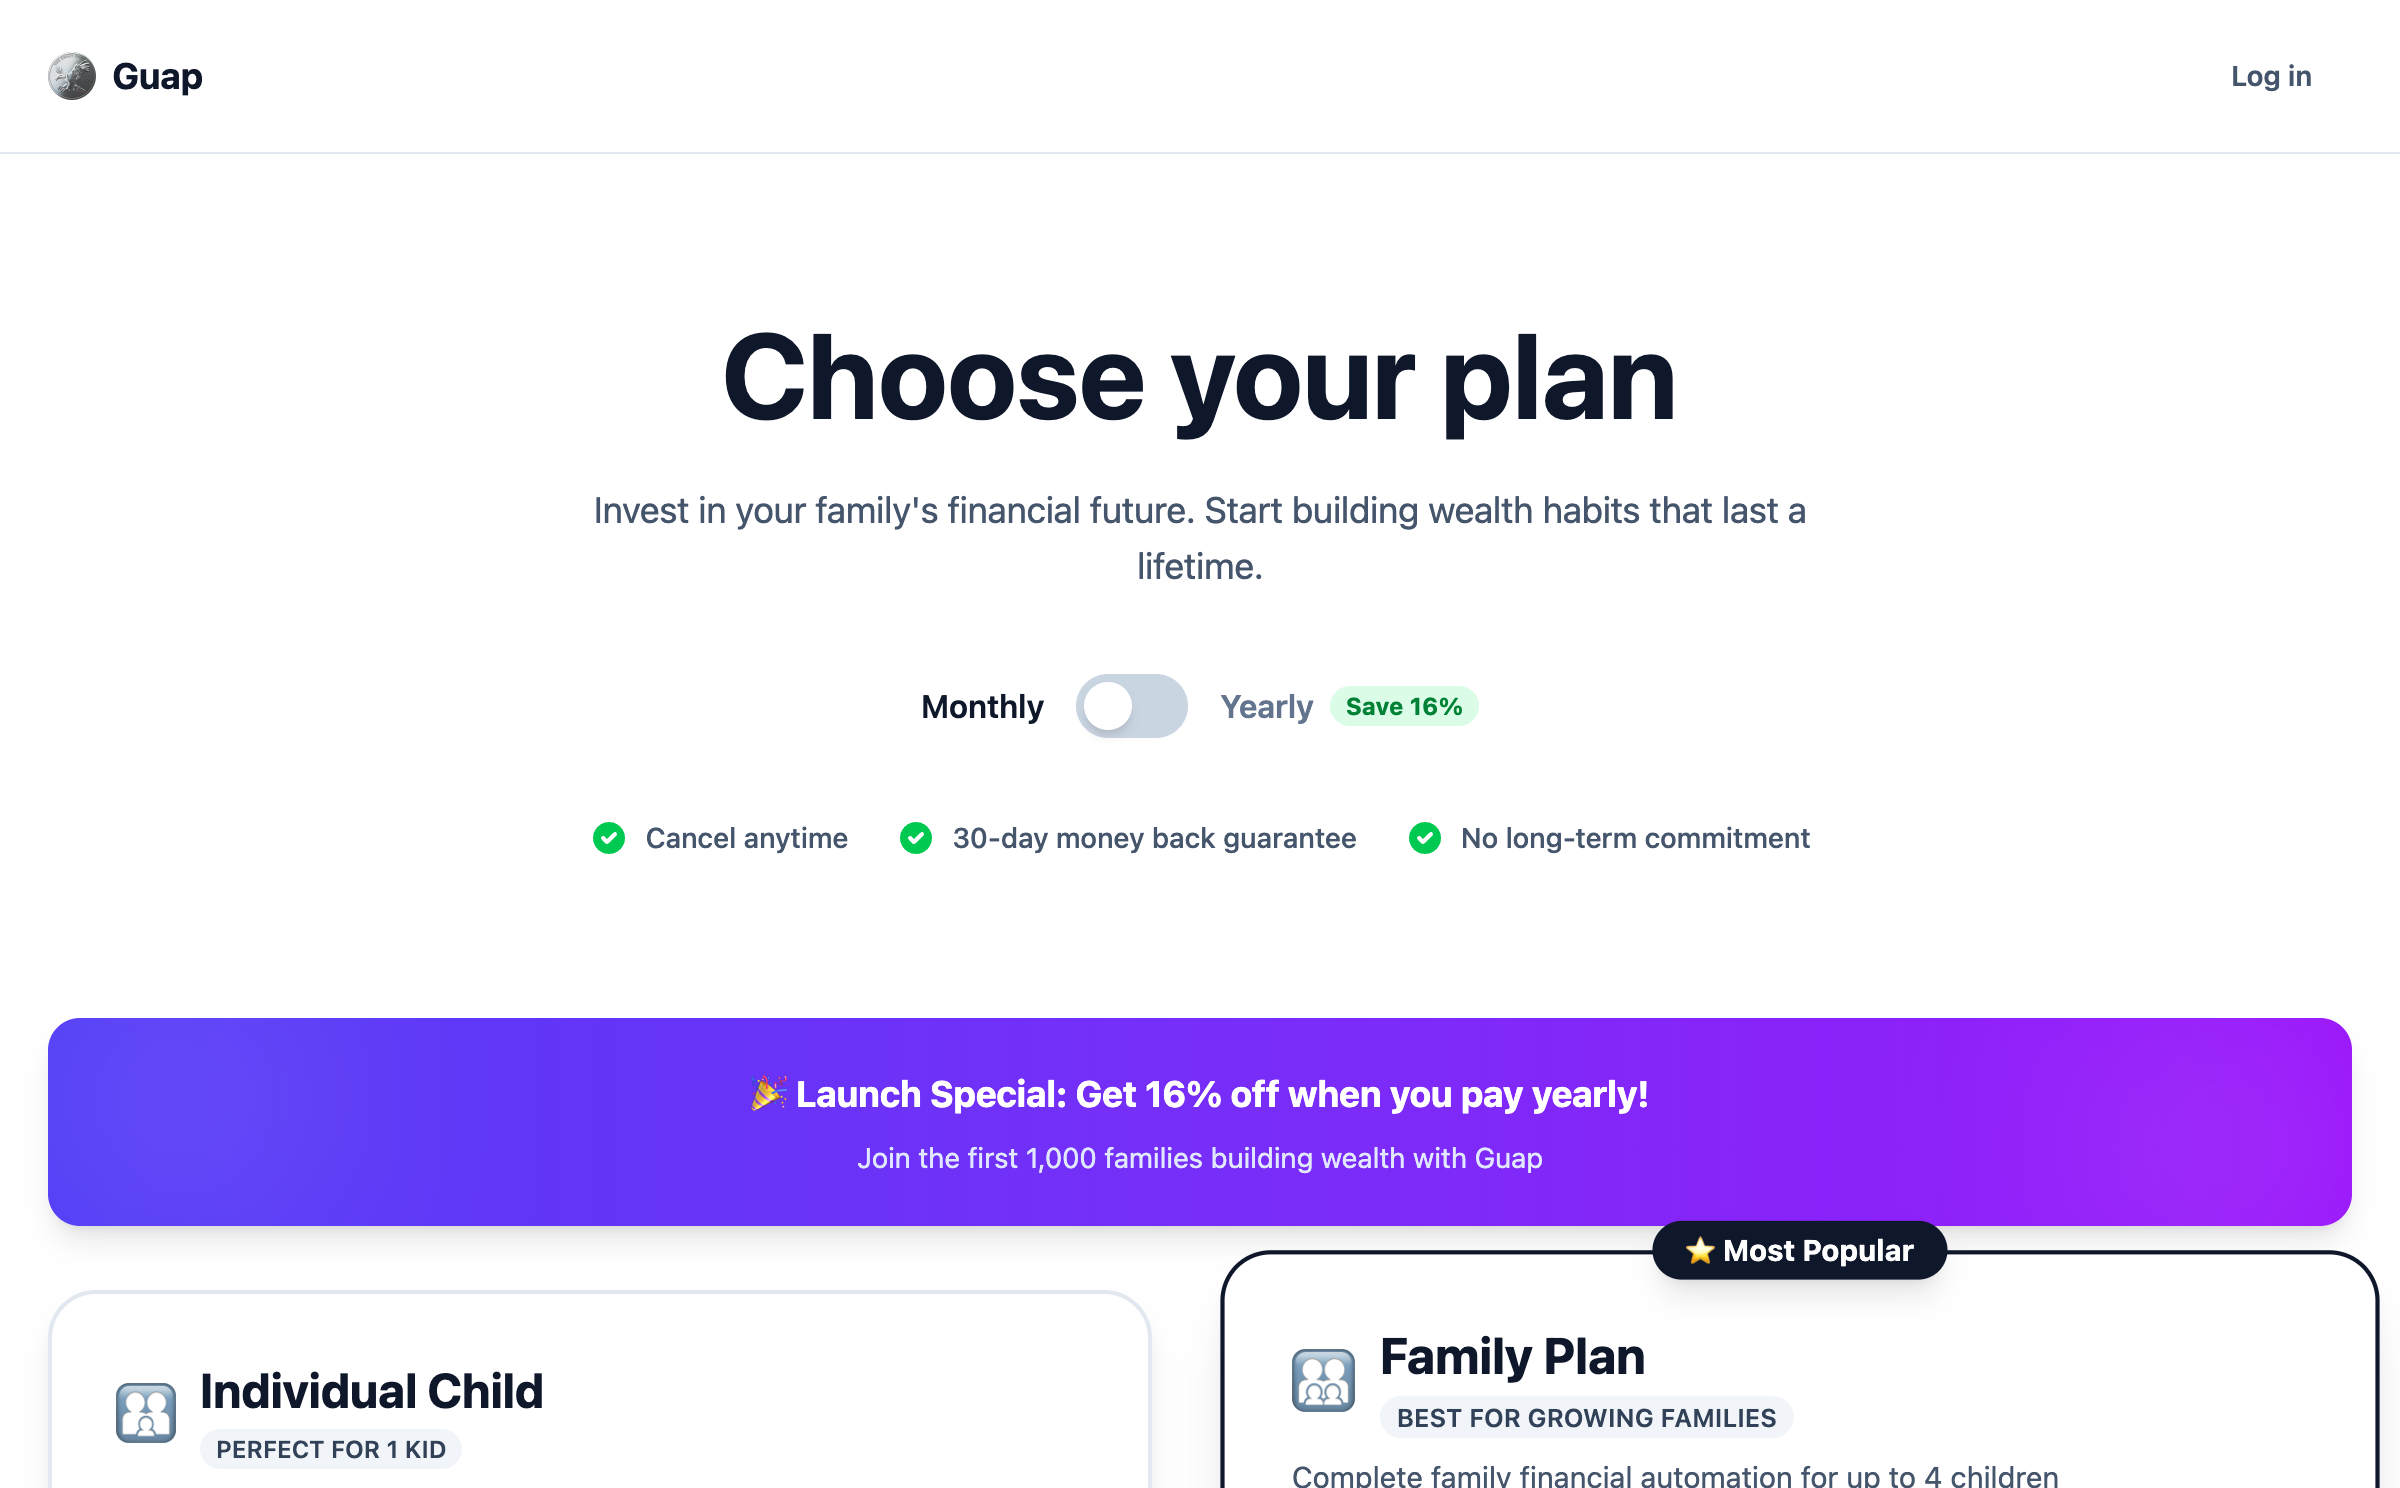 Guap
Log in
Choose your plan
Invest in your family's financial future. Start building wealth habits that last a
lifetime.
Monthly
Yearly
Save 16%
Cancel anytime
30-day money back guarantee
No long-term commitment
🎉 Launch Special: Get 16% off when you pay yearly!
Join the first 1,000 families building wealth with Guap
Individual Child
PERFECT FOR 1 KID
⭐ Most Popular
Family Plan
BEST FOR GROWING FAMILIES
Complete family financial automation for up to 4 children